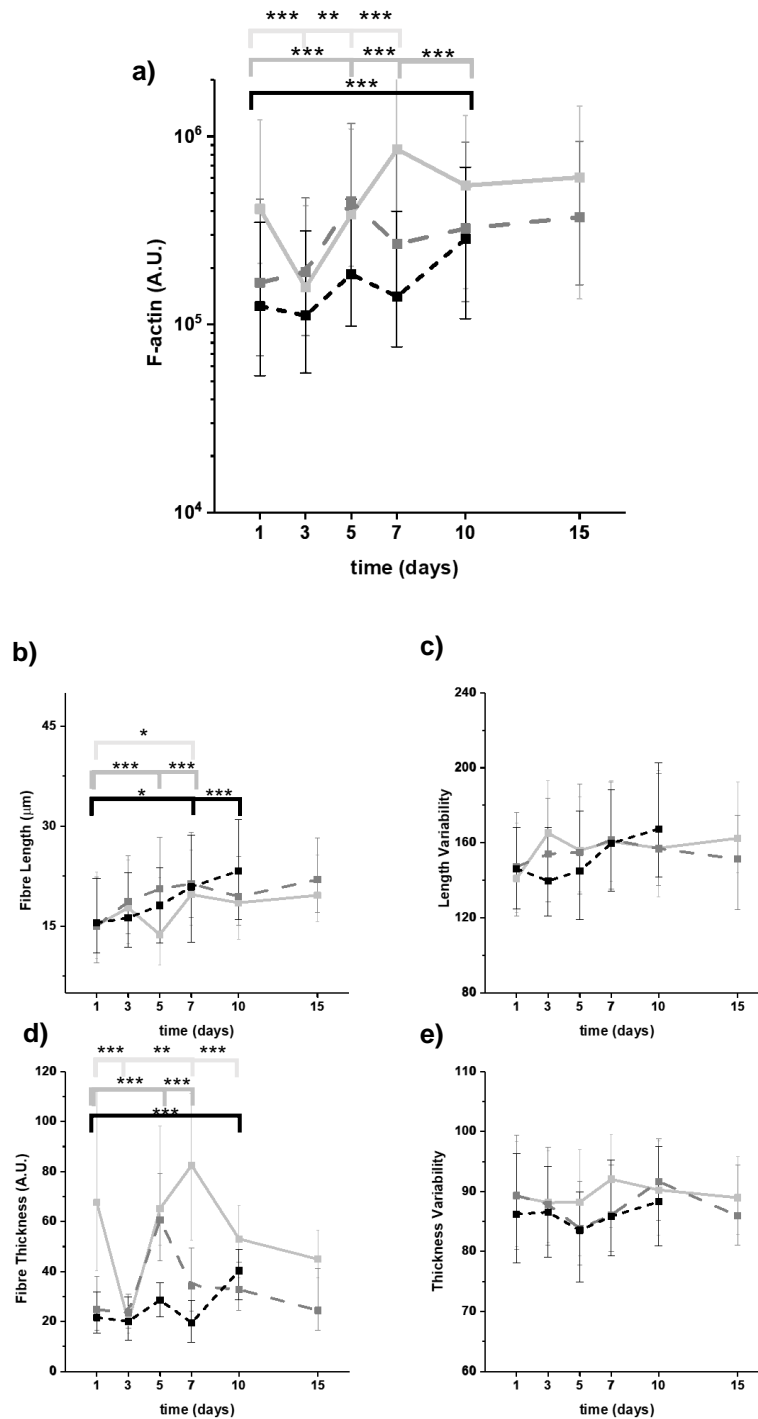 *** ** ***
*** *** ***
a) ***
10⁶
10⁵
10⁴
F-actin (A.U.)
1 3 5 7 10 15
time (days)
b)
45
30
15
Fibre Length (μm)
*
*** ***
* ***
1 3 5 7 10 15
time (days)
c)
240
200
160
120
80
Length Variability
1 3 5 7 10 15
time (days)
d)
*** ** ***
*** ***
***
120
100
80
60
40
20
0
Fibre Thickness (A.U.)
1 3 5 7 10 15
time (days)
e)
110
100
90
80
70
60
Thickness Variability
1 3 5 7 10 15
time (days)